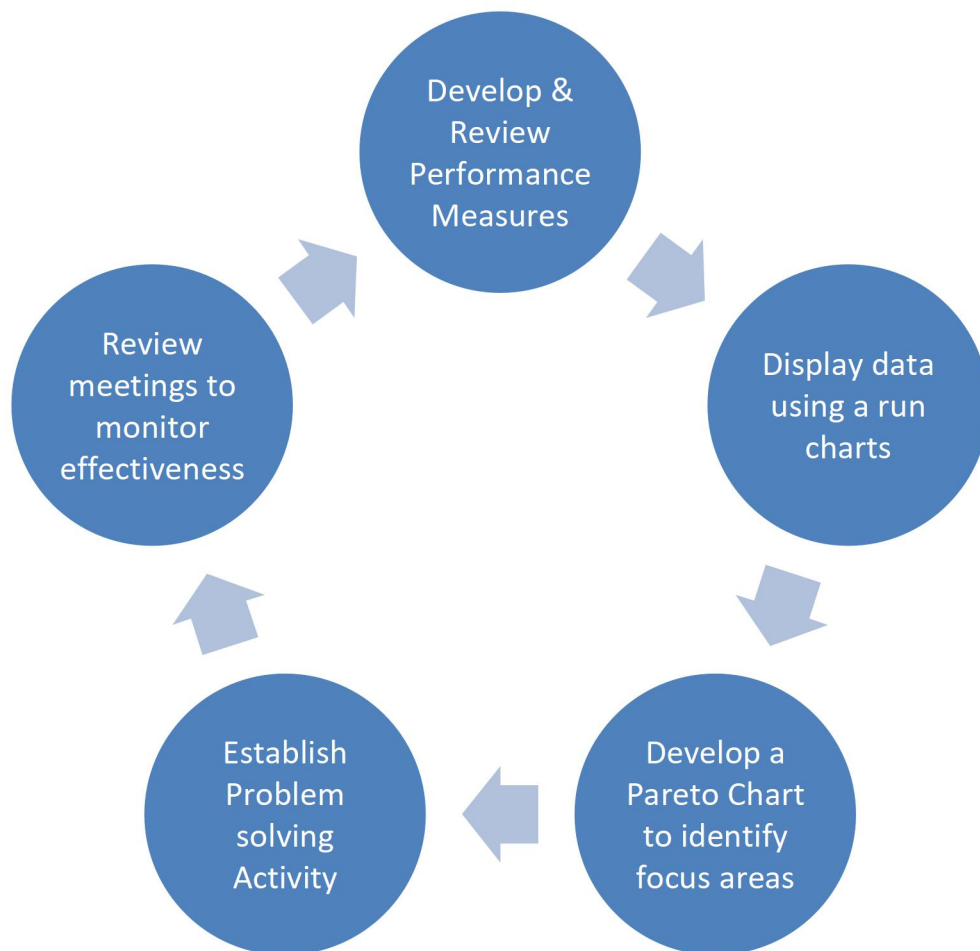 Develop &
Review
Performance
Measures
Display data
using a run
charts
Develop a
Pareto Chart
to identify
focus areas
Establish
Problem
solving
Activity
Review
meetings to
monitor
effectiveness